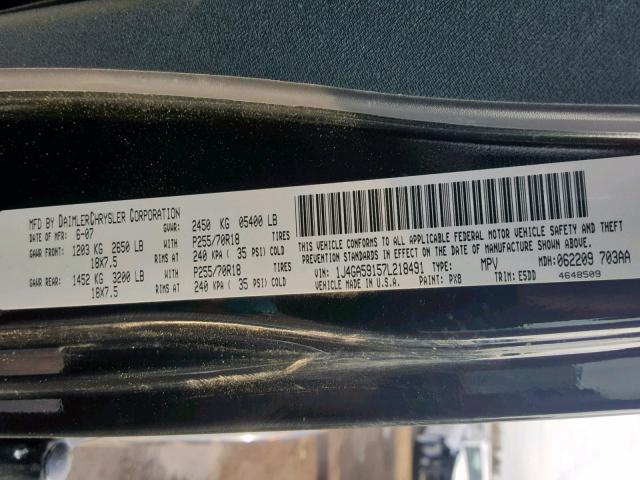 MFD BY DAIMLERCHRYSLER CORPORATION
DATE OF MFR: 6-07 GVWR: 2450 KG 05400 LB
GAWR FRONT: 1203 KG 2650 LB WITH P255/70R18 TIRES
18X7.5 RIMS AT 240 KPA ( 35 PSI) COLD
GAWR REAR: 1452 KG 3200 LB WITH P255/70R18 TIRES
18X7.5 RIMS AT 240 KPA ( 35 PSI) COLD
THIS VEHICLE CONFORMS TO ALL APPLICABLE FEDERAL MOTOR VEHICLE SAFETY AND THEFT
PREVENTION STANDARDS IN EFFECT ON THE DATE OF MANUFACTURE SHOWN ABOVE.
VIN: 1J4GA59157L218491 TYPE: MPV MDH: 062209 703AA
MADE IN U.S.A. PAINT: PX8 TRIM: E5DD 4648509